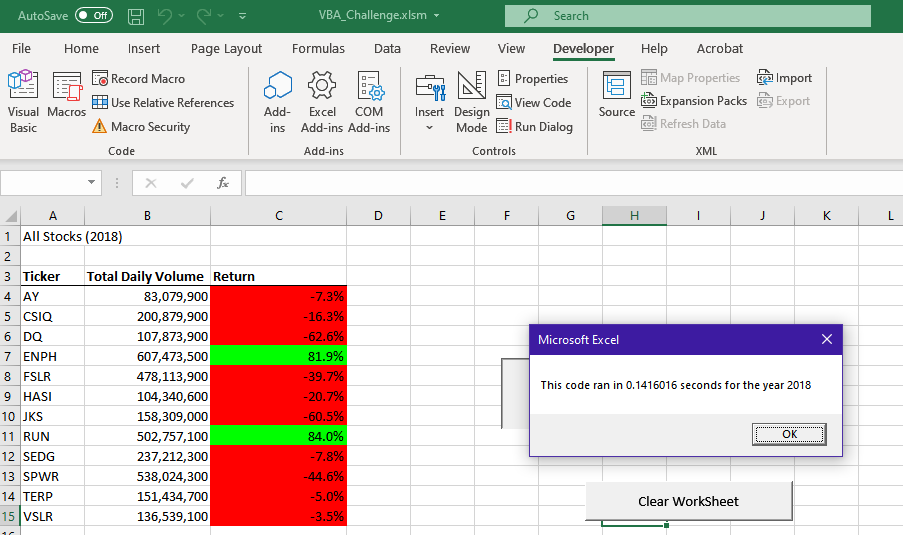 AutoSave Off VBA_Challenge.xlsm Search
File Home Insert Page Layout Formulas Data Review View Developer Help Acrobat
Visual Basic
Macros
Record Macro
Use Relative References
Macro Security
Code
Add-ins
Excel Add-ins
COM Add-ins
Add-ins
Insert
Design Mode
Properties
View Code
Run Dialog
Controls
Source
Map Properties
Expansion Packs
Refresh Data
Import
Export
XML
fx
A B C D E F G H I J K L
1 All Stocks (2018)
2
3 Ticker Total Daily Volume Return
4 AY 83,079,900 -7.3%
5 CSIQ 200,879,900 -16.3%
6 DQ 107,873,900 -62.6%
7 ENPH 607,473,500 81.9%
8 FSLR 478,113,900 -39.7%
9 HASI 104,340,600 -20.7%
10 JKS 158,309,000 -60.5%
11 RUN 502,757,100 84.0%
12 SEDG 237,212,300 -7.8%
13 SPWR 538,024,300 -44.6%
14 TERP 151,434,700 -5.0%
15 VSLR 136,539,100 -3.5%
Microsoft Excel
This code ran in 0.1416016 seconds for the year 2018
OK
Clear WorkSheet